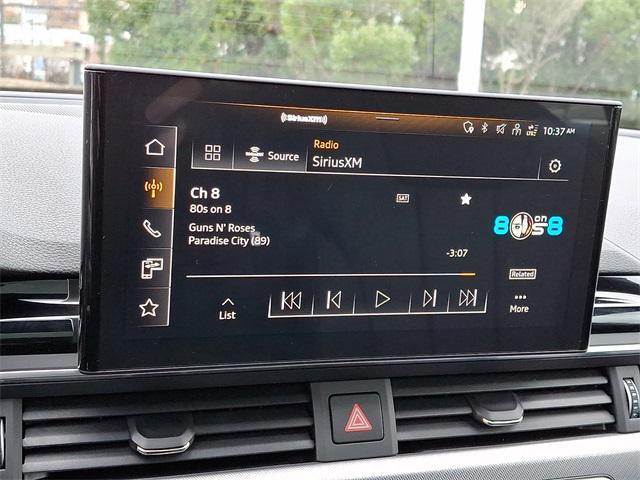 ((SiriusXM))
LTE
10:37 AM
Radio
Source
SiriusXM
Ch 8
80s on 8
SAT
Guns N' Roses
Paradise City (89)
80s on 8
-3:07
Related
List
More